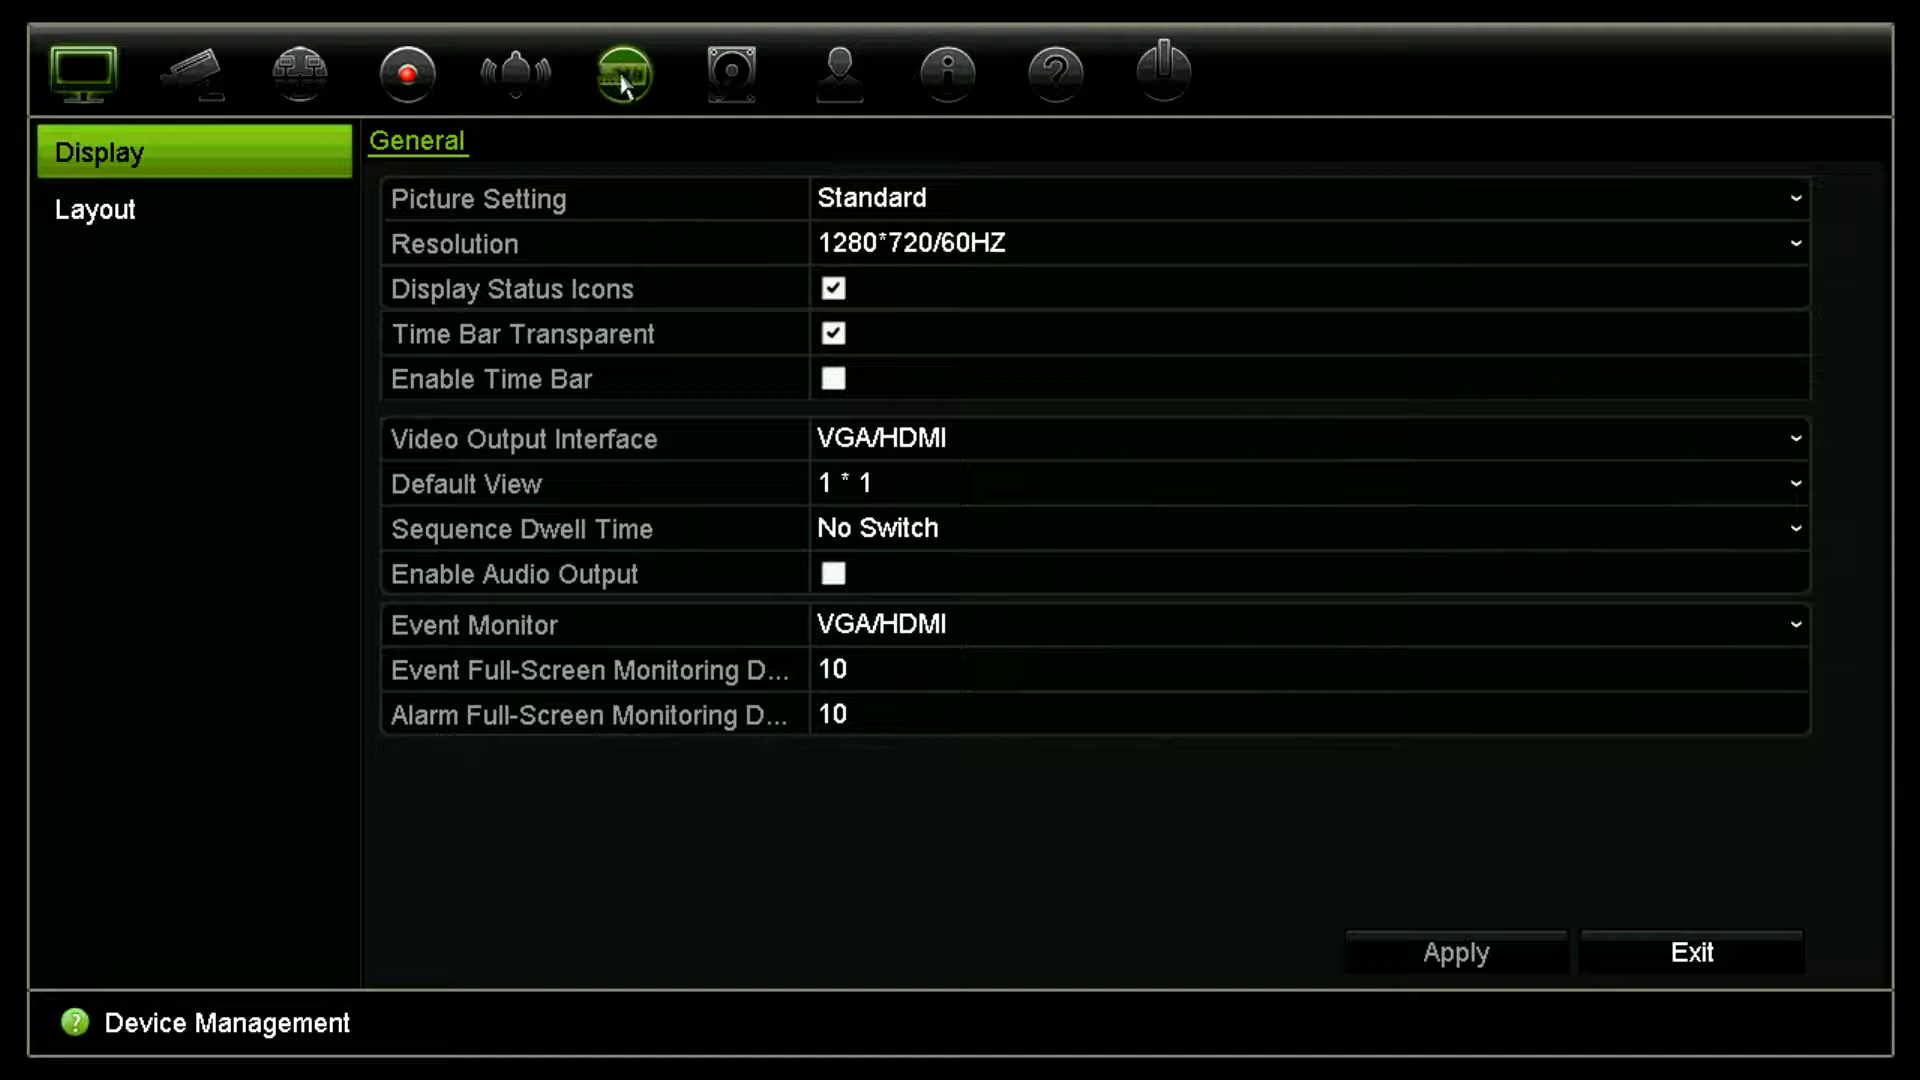 Display
Layout
General
Picture Setting Standard
Resolution 1280*720/60HZ
Display Status Icons
Time Bar Transparent
Enable Time Bar
Video Output Interface VGA/HDMI
Default View 1 * 1
Sequence Dwell Time No Switch
Enable Audio Output
Event Monitor VGA/HDMI
Event Full-Screen Monitoring D... 10
Alarm Full-Screen Monitoring D... 10
Apply Exit
? Device Management